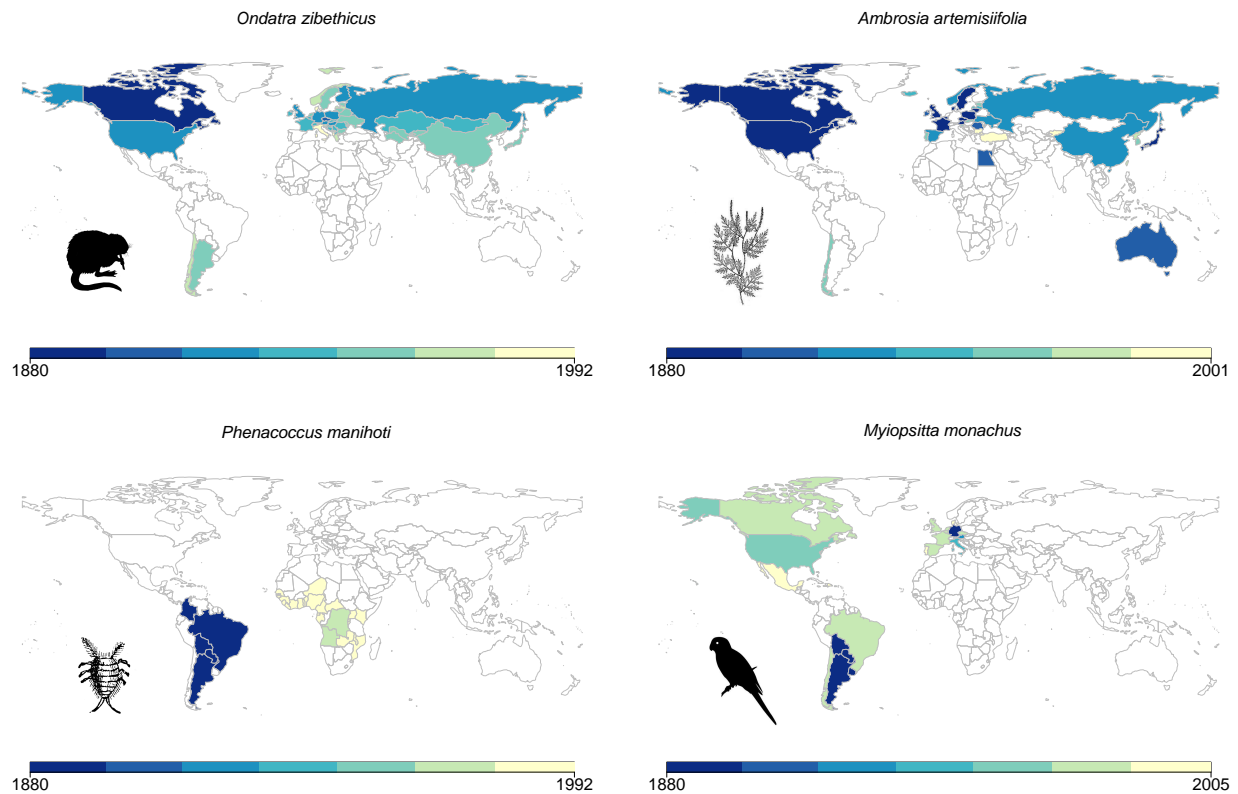 Ondatra zibethicus
Ambrosia artemisiifolia
1880
1992
1880
2001
Phenacoccus manihoti
Myiopsitta monachus
1880
1992
1880
2005